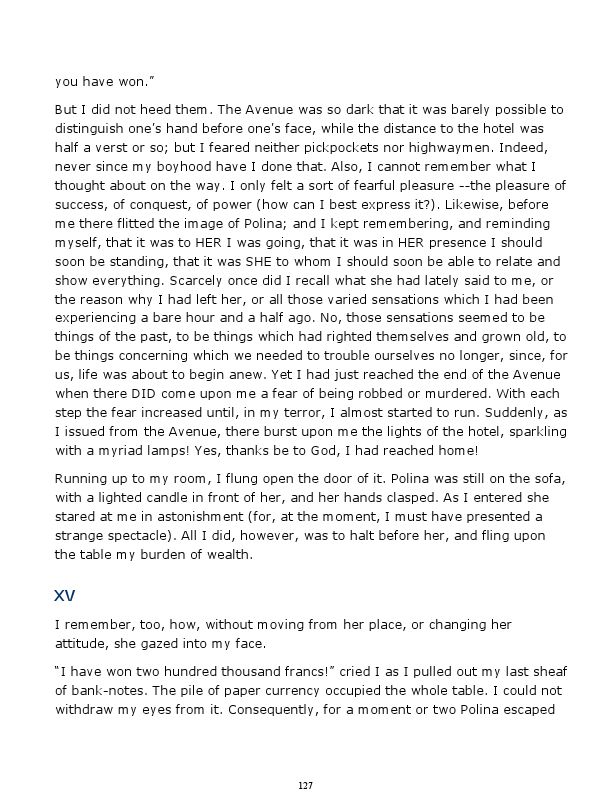 you have won.”
But I did not heed them. The Avenue was so dark that it was barely possible to
distinguish one’s hand before one’s face, while the distance to the hotel was
half a verst or so; but I feared neither pickpockets nor highwaymen. Indeed,
never since my boyhood have I done that. Also, I cannot remember what I
thought about on the way. I only felt a sort of fearful pleasure --the pleasure of
success, of conquest, of power (how can I best express it?). Likewise, before
me there flitted the image of Polina; and I kept remembering, and reminding
myself, that it was to HER I was going, that it was in HER presence I should
soon be standing, that it was SHE to whom I should soon be able to relate and
show everything. Scarcely once did I recall what she had lately said to me, or
the reason why I had left her, or all those varied sensations which I had been
experiencing a bare hour and a half ago. No, those sensations seemed to be
things of the past, to be things which had righted themselves and grown old, to
be things concerning which we needed to trouble ourselves no longer, since, for
us, life was about to begin anew. Yet I had just reached the end of the Avenue
when there DID come upon me a fear of being robbed or murdered. With each
step the fear increased until, in my terror, I almost started to run. Suddenly, as
I issued from the Avenue, there burst upon me the lights of the hotel, sparkling
with a myriad lamps! Yes, thanks be to God, I had reached home!
Running up to my room, I flung open the door of it. Polina was still on the sofa,
with a lighted candle in front of her, and her hands clasped. As I entered she
stared at me in astonishment (for, at the moment, I must have presented a
strange spectacle). All I did, however, was to halt before her, and fling upon
the table my burden of wealth.
XV
I remember, too, how, without moving from her place, or changing her
attitude, she gazed into my face.
“I have won two hundred thousand francs!” cried I as I pulled out my last sheaf
of bank-notes. The pile of paper currency occupied the whole table. I could not
withdraw my eyes from it. Consequently, for a moment or two Polina escaped
127